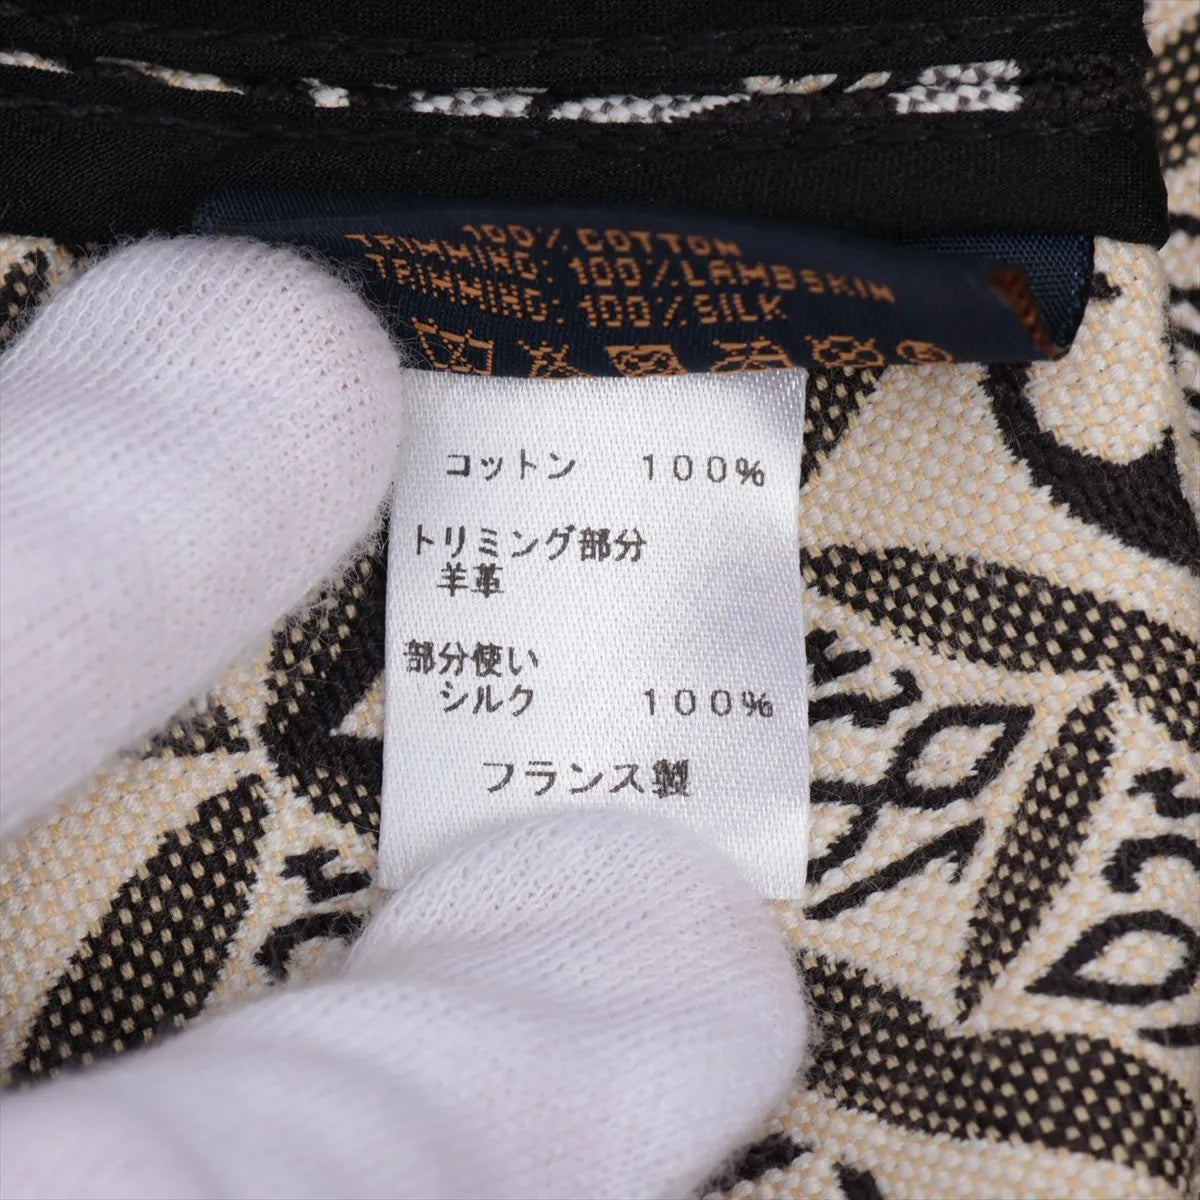 100% COTTON
TRIMMING: 100% LAMBSKIN
TRIMMING: 100% SILK
コットン 100%
トリミング部分
羊革
部分使い
シルク 100%
フランス製